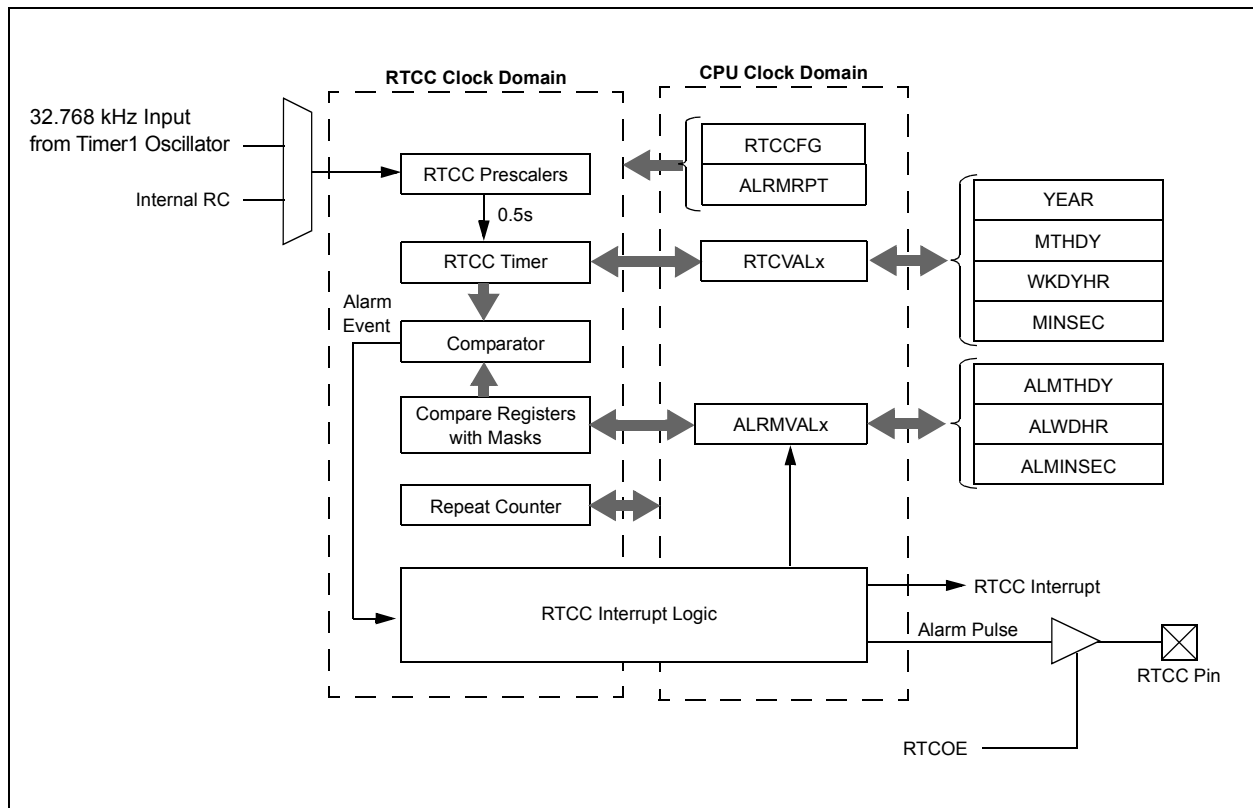 RTCC Clock Domain
CPU Clock Domain
32.768 kHz Input
from Timer1 Oscillator
Internal RC
RTCC Prescalers
0.5s
RTCC Timer
Alarm
Event
Comparator
Compare Registers
with Masks
Repeat Counter
RTCC Interrupt Logic
RTCCFG
ALRMRPT
RTCVALx
ALRMVALx
YEAR
MTHDY
WKDYHR
MINSEC
ALMTHDY
ALWDHR
ALMINSEC
RTCC Interrupt
Alarm Pulse
RTCC Pin
RTCOE